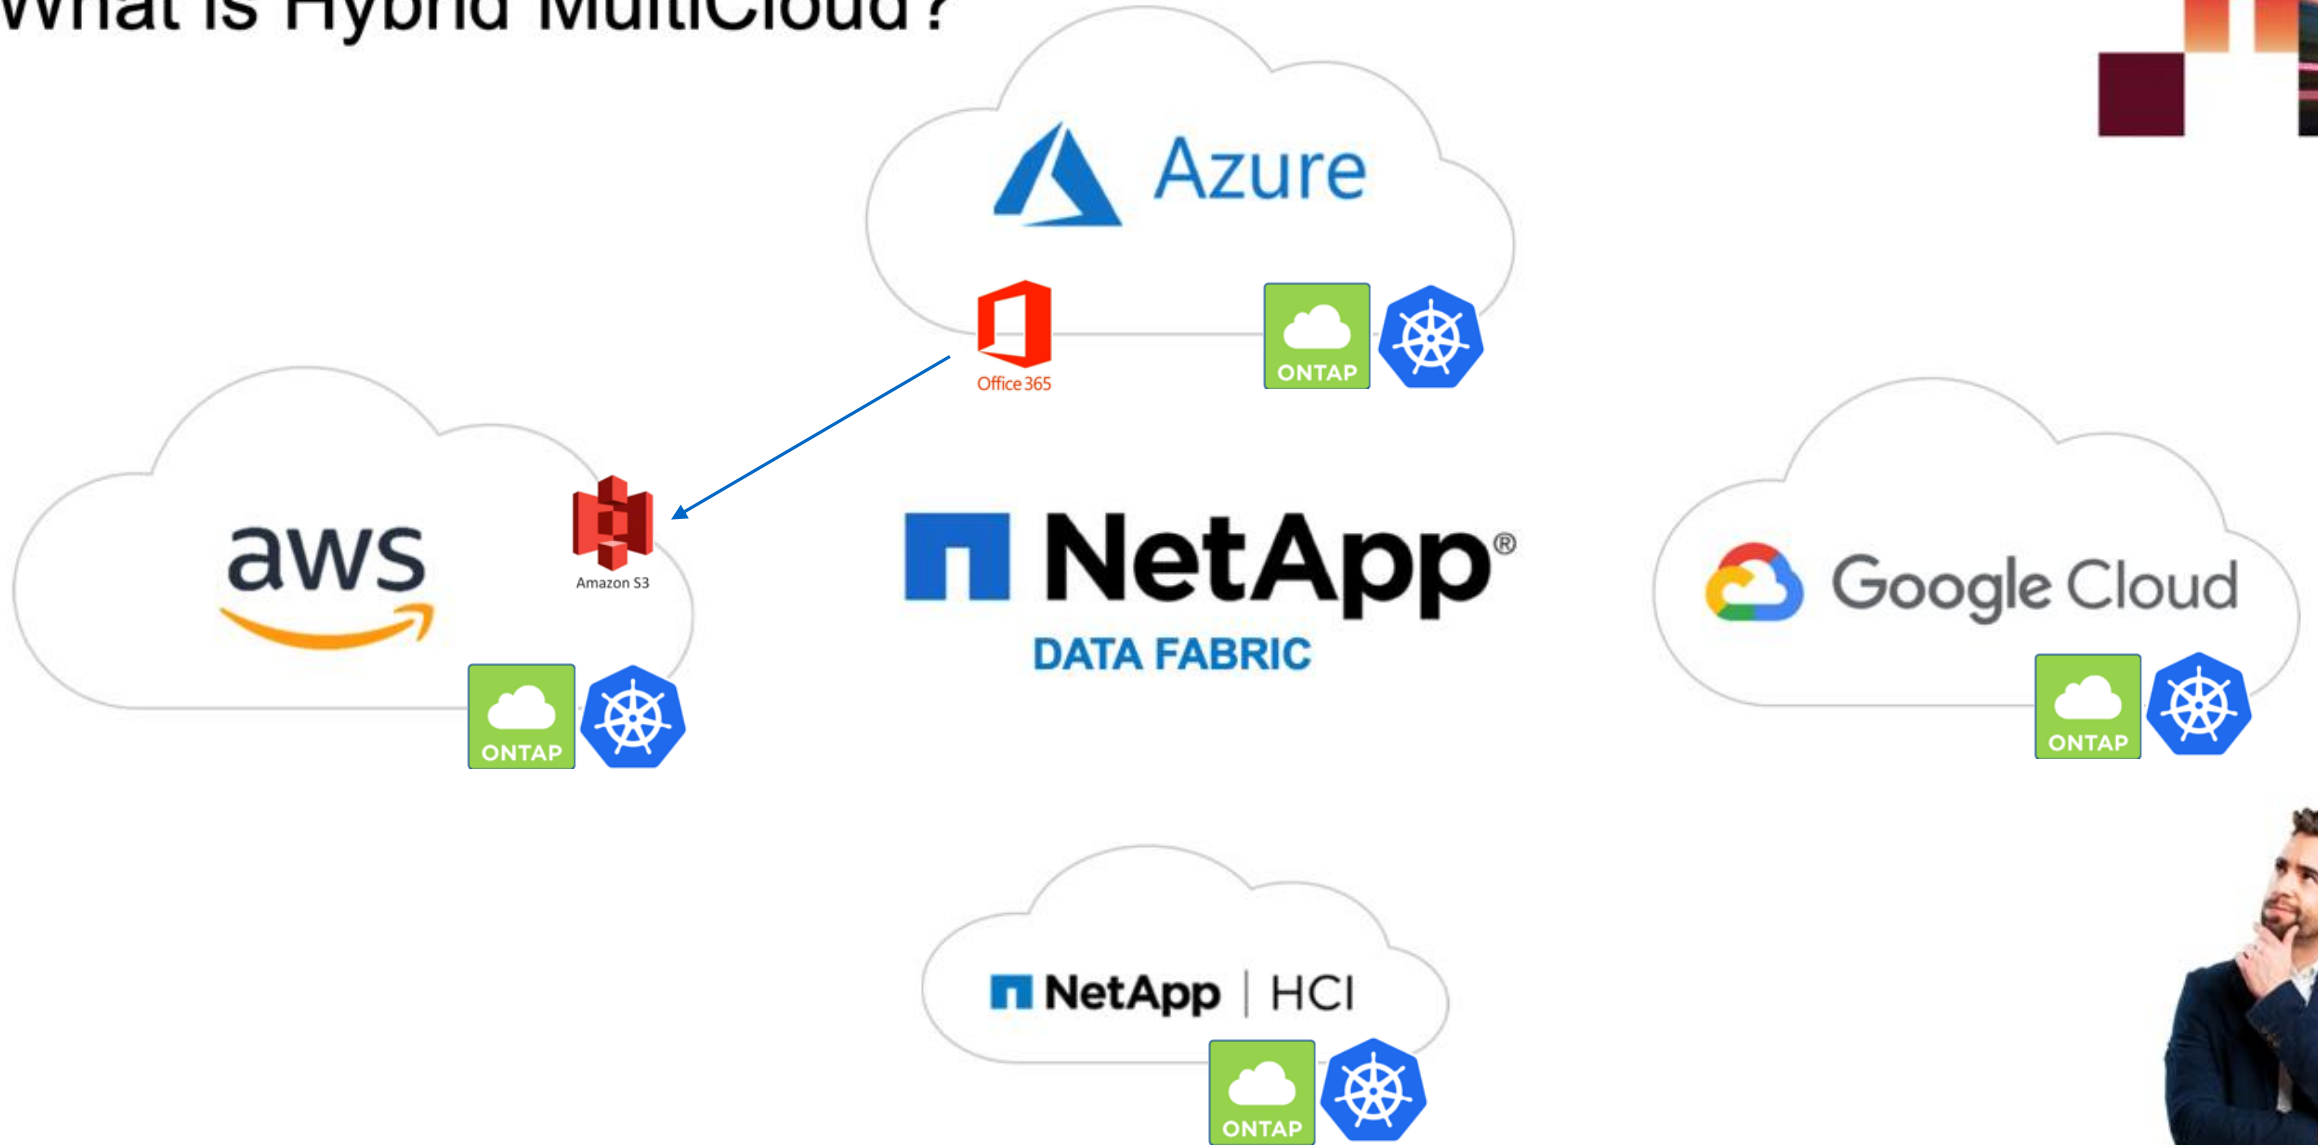 What is Hybrid MultiCloud?
Azure
Office 365
ONTAP
aws
Amazon S3
ONTAP
NetApp®
DATA FABRIC
Google Cloud
ONTAP
NetApp | HCI
ONTAP